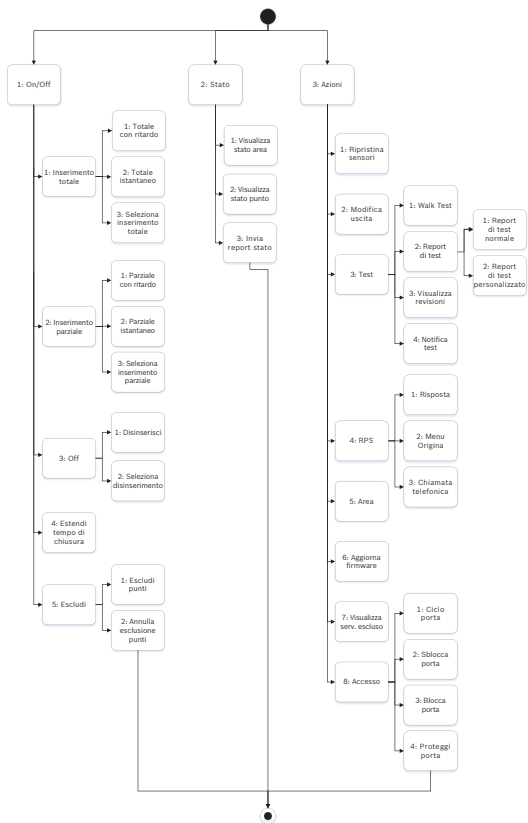 1: On/Off
2: Stato
3: Azioni
1: Inserimento
totale
1: Totale
con ritardo
2: Totale
istantaneo
3: Seleziona
inserimento
totale
2: Inserimento
parziale
1: Parziale
con ritardo
2: Parziale
istantaneo
3: Seleziona
inserimento
parziale
3: Off
1: Disinserisci
2: Seleziona
disinserimento
4: Estendi
tempo di
chiusura
5: Escludi
1: Escludi
punti
2: Annulla
esclusione
punti
1: Visualizza
stato area
2: Visualizza
stato punto
3: Invia
report stato
1: Ripristina
sensori
2: Modifica
uscita
3: Test
1: Walk Test
2: Report
di test
1: Report
di test
normale
2: Report
di test
personalizzato
3: Visualizza
revisioni
4: Notifica
test
4: RPS
1: Risposta
2: Menu
Origina
3: Chiamata
telefonica
5: Area
6: Aggiorna
firmware
7: Visualizza
serv. escluso
8: Accesso
1: Ciclo
porta
2: Sblocca
porta
3: Blocca
porta
4: Proteggi
porta